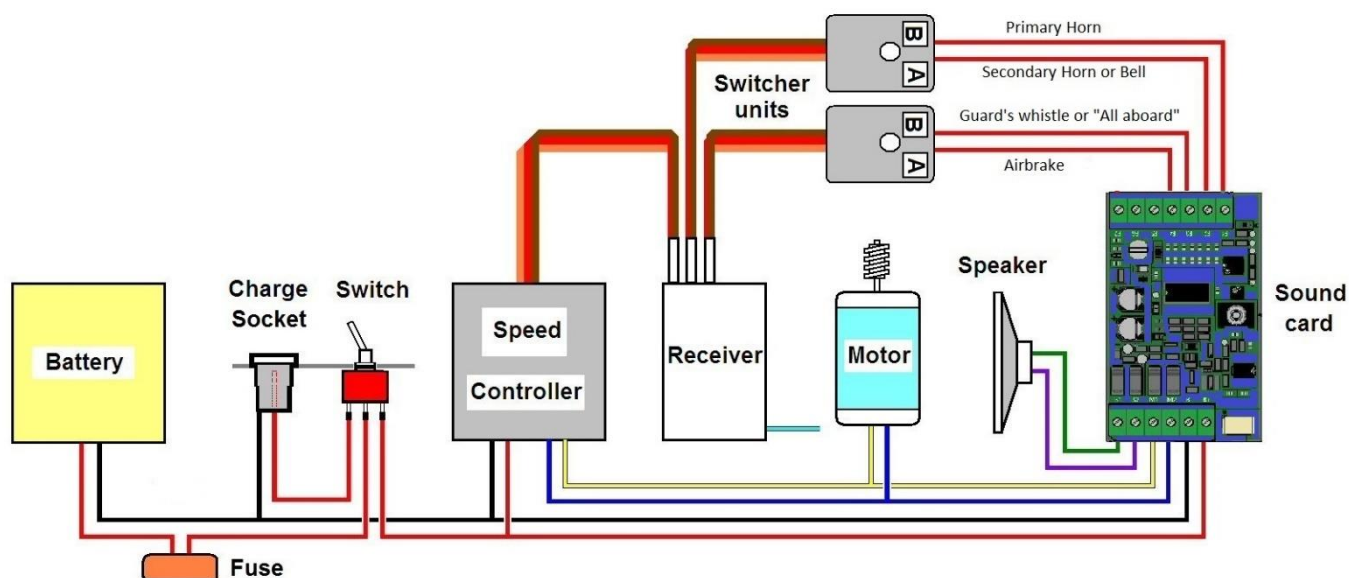 Primary Horn
B
A
Secondary Horn or Bell
Switcher
units
Guard's whistle or "All aboard"
B
A
Airbrake
Charge
Socket
Switch
Speaker
Sound
card
Battery
Speed
Controller
Receiver
Motor
Fuse